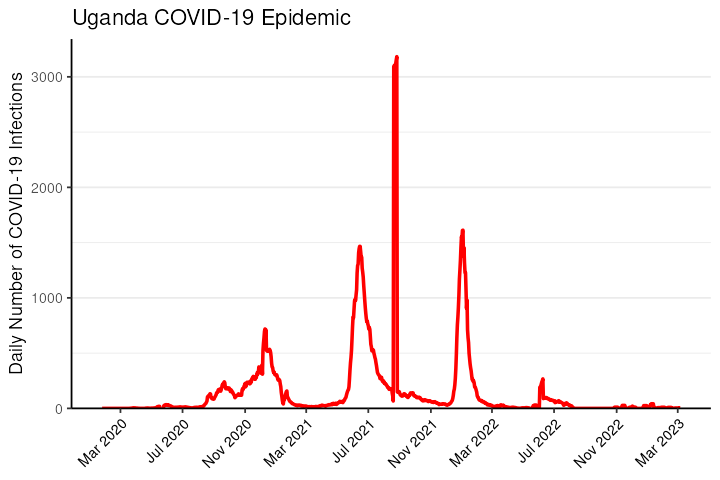 Uganda COVID-19 Epidemic
Daily Number of COVID-19 Infections
3000
2000
1000
0
Mar 2020
Jul 2020
Nov 2020
Mar 2021
Jul 2021
Nov 2021
Mar 2022
Jul 2022
Nov 2022
Mar 2023